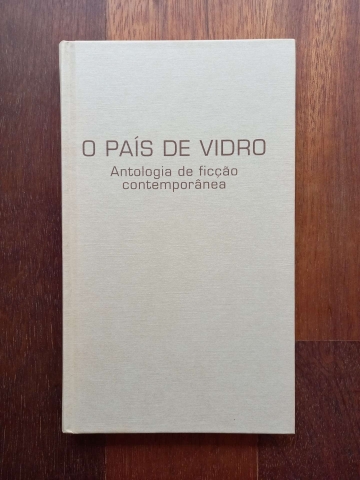 O PAÍS DE VIDRO
Antologia de ficção
contemporânea